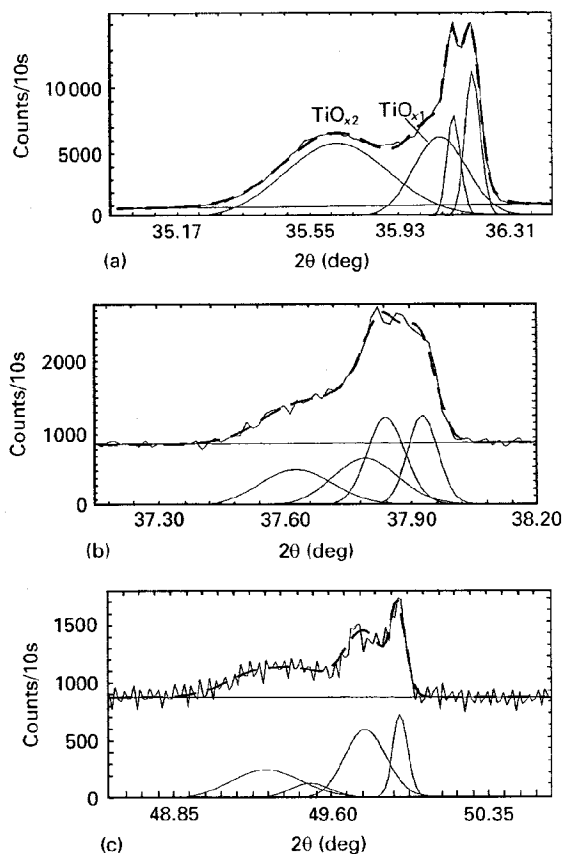 Counts/10s
10000
5000
0
TiOx2
TiOx1
35.17 35.55 35.93 36.31
(a) 2θ (deg)
Counts/10s
2000
1000
0
37.30 37.60 37.90 38.20
(b) 2θ (deg)
Counts/10s
1500
1000
500
0
48.85 49.60 50.35
(c) 2θ (deg)